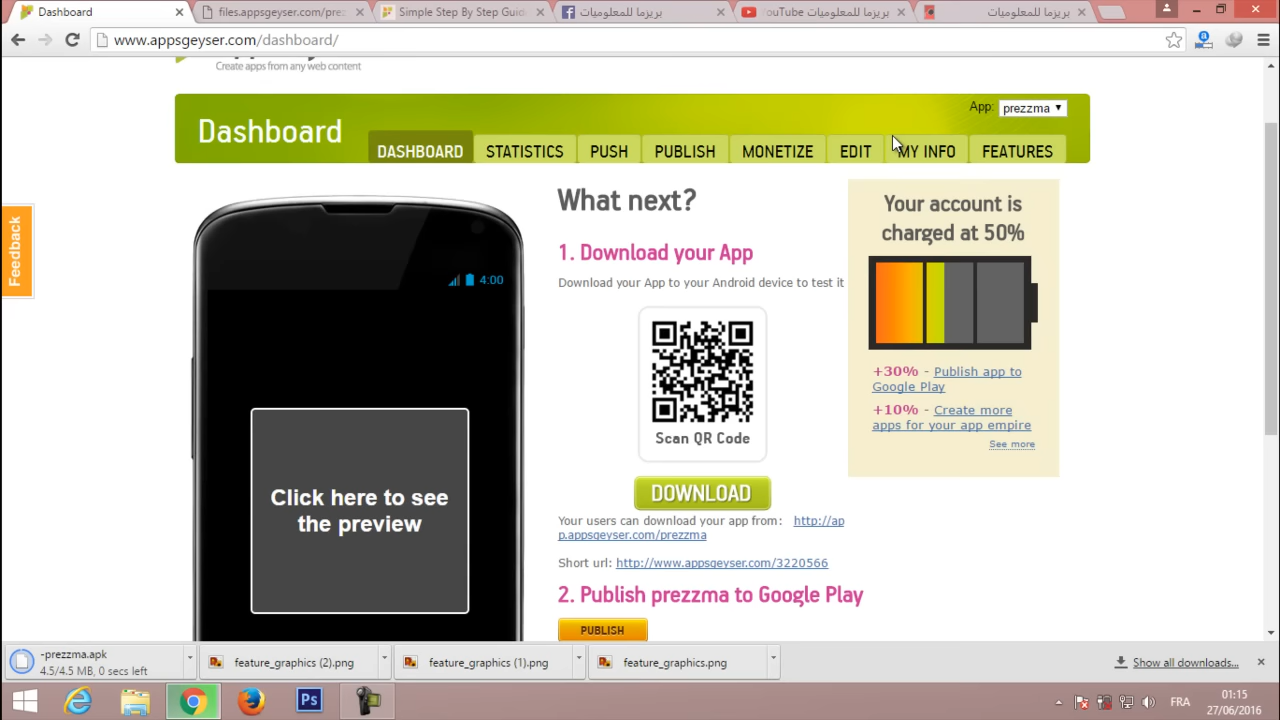 Dashboard
files.appsgeyser.com/prez
Simple Step By Step Guid
بريزما للمعلوميات
بريزما للمعلوميات YouTube
بريزما للمعلوميات
www.appsgeyser.com/dashboard/
Create apps from any web content
App: prezzma
Dashboard
DASHBOARD STATISTICS PUSH PUBLISH MONETIZE EDIT MY INFO FEATURES
Feedback
4:00
Click here to see
the preview
What next?
1. Download your App
Download your App to your Android device to test it
Scan QR Code
DOWNLOAD
Your users can download your app from: http://ap
p.appsgeyser.com/prezzma
Short url: http://www.appsgeyser.com/3220566
2. Publish prezzma to Google Play
PUBLISH
Your account is
charged at 50%
+30% - Publish app to
Google Play
+10% - Create more
apps for your app empire
See more
-prezzma.apk
4.5/4.5 MB, 0 secs left
feature_graphics (2).png
feature_graphics (1).png
feature_graphics.png
Show all downloads...
Ps
FRA
01:15
27/06/2016